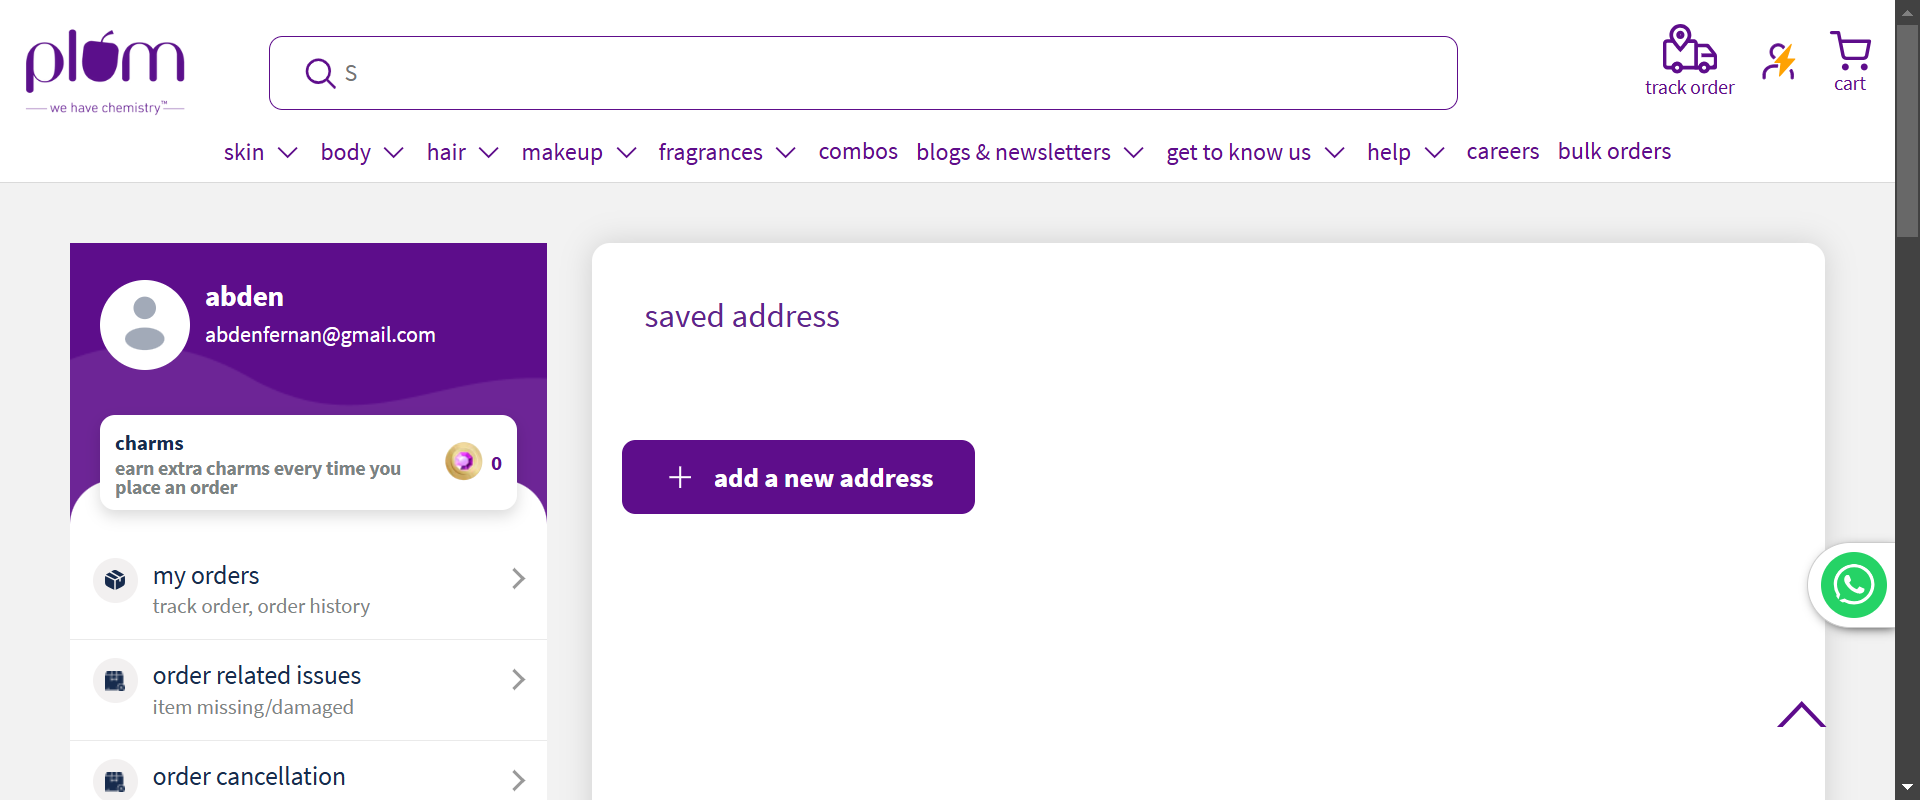 plum
we have chemistry™
S
track order
cart
skin
body
hair
makeup
fragrances
combos
blogs & newsletters
get to know us
help
careers
bulk orders
abden
abdenfernan@gmail.com
charms
earn extra charms every time you
place an order
0
my orders
track order, order history
order related issues
item missing/damaged
order cancellation
saved address
add a new address